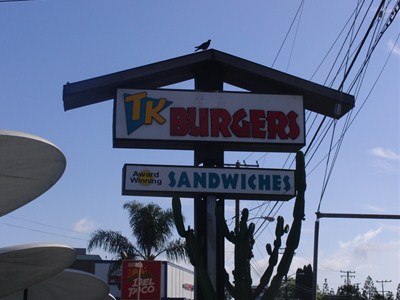 TK BURGERS
Award Winning SANDWICHES
DEL TACO